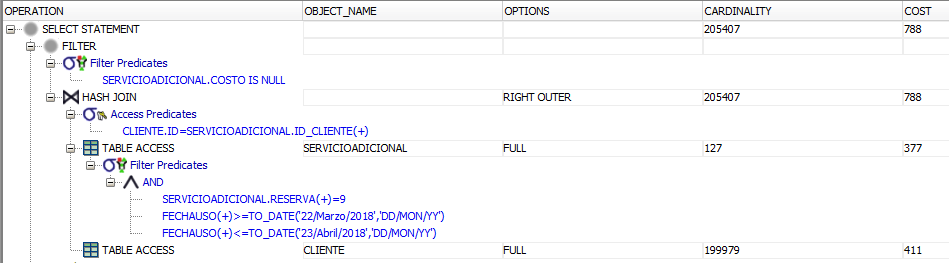 OPERATION OBJECT_NAME OPTIONS CARDINALITY COST
SELECT STATEMENT 205407 788
FILTER
Filter Predicates
SERVICIOADICIONAL.COSTO IS NULL
HASH JOIN RIGHT OUTER 205407 788
Access Predicates
CLIENTE.ID=SERVICIOADICIONAL.ID_CLIENTE(+)
TABLE ACCESS SERVICIOADICIONAL FULL 127 377
Filter Predicates
AND
SERVICIOADICIONAL.RESERVA(+)=9
FECHAUSO(+)>=TO_DATE('22/Marzo/2018','DD/MON/YY')
FECHAUSO(+)<=TO_DATE('23/Abril/2018','DD/MON/YY')
TABLE ACCESS CLIENTE FULL 199979 411